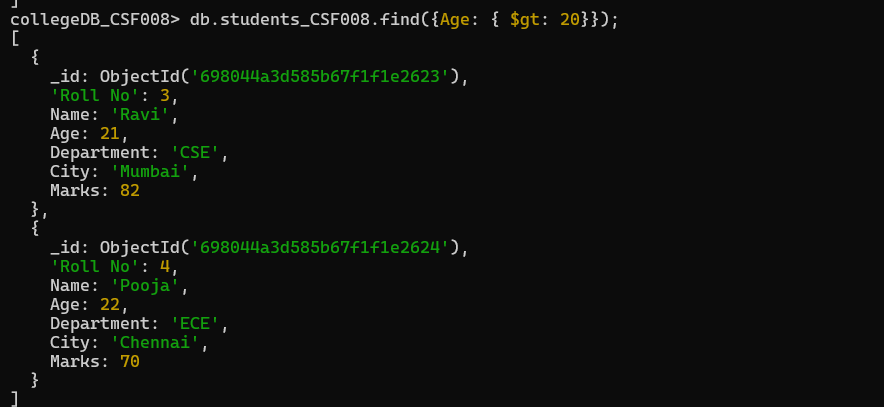 ]
collegeDB_CSF008> db.students_CSF008.find({Age: { $gt: 20}});
[
  {
    _id: ObjectId('698044a3d585b67f1f1e2623'),
    'Roll No': 3,
    Name: 'Ravi',
    Age: 21,
    Department: 'CSE',
    City: 'Mumbai',
    Marks: 82
  },
  {
    _id: ObjectId('698044a3d585b67f1f1e2624'),
    'Roll No': 4,
    Name: 'Pooja',
    Age: 22,
    Department: 'ECE',
    City: 'Chennai',
    Marks: 70
  }
]